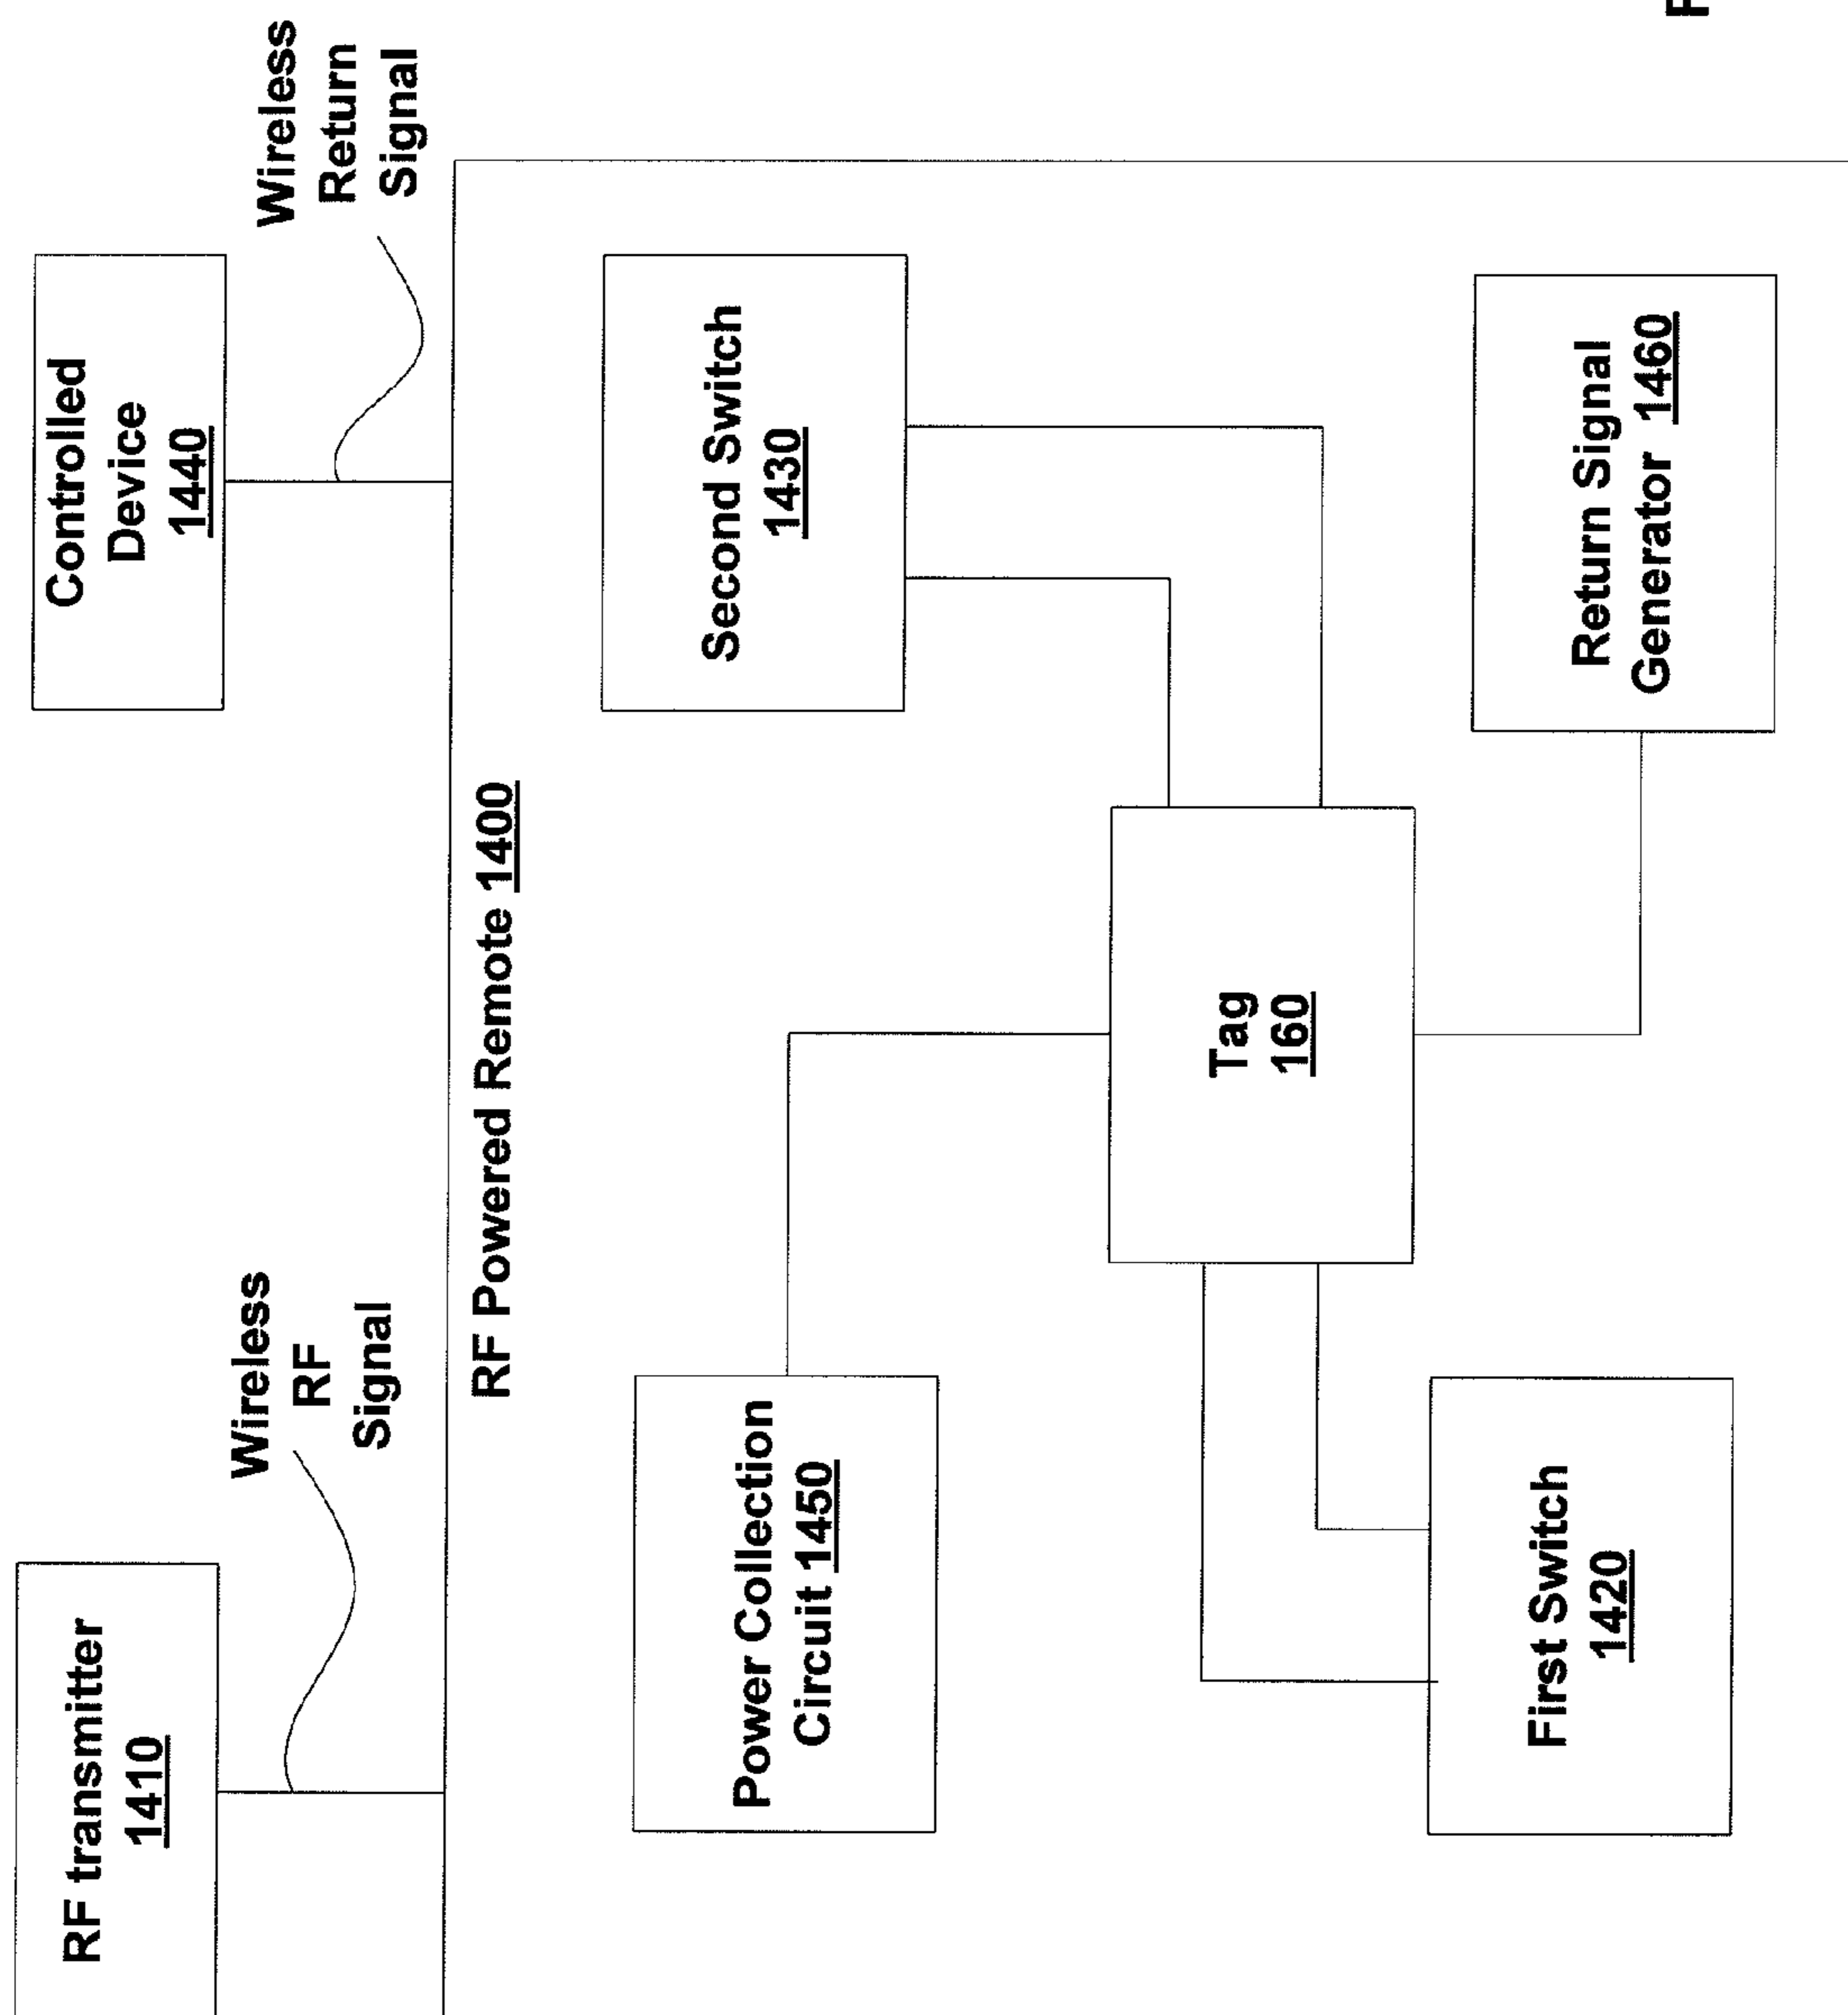 RF transmitter
1410
Wireless
RF
Signal
Controlled
Device
1440
Wireless
Return
Signal
RF Powered Remote 1400
Power Collection
Circuit 1450
Second Switch
1430
Tag
160
First Switch
1420
Return Signal
Generator 1460